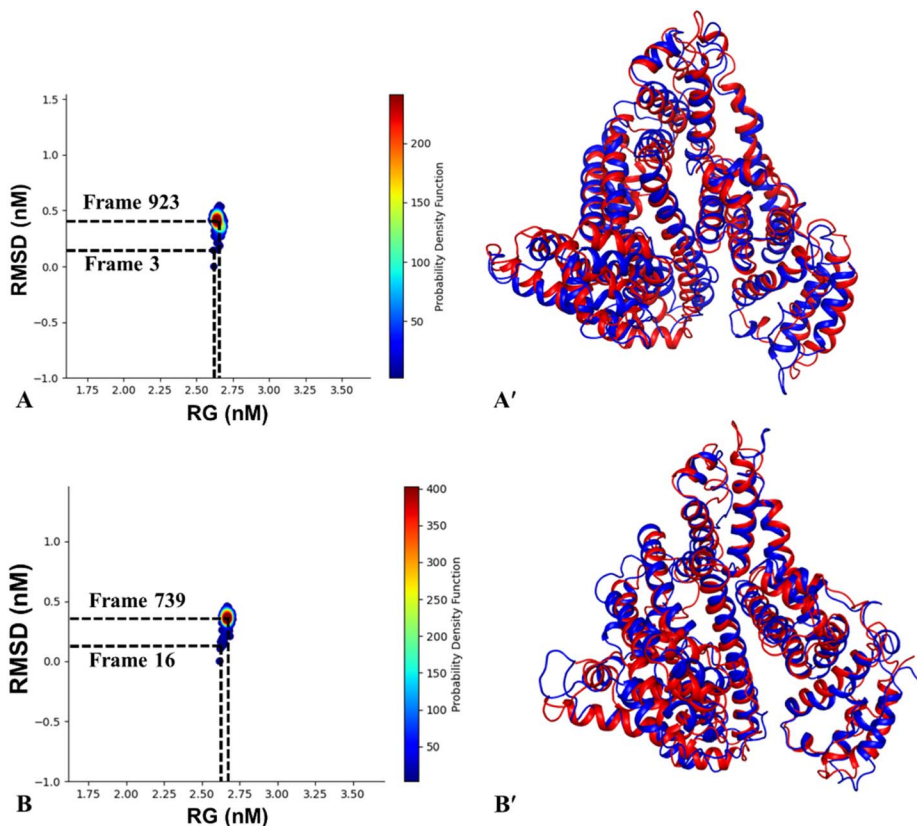 1.5
1.0
0.5
0.0
−0.5
−1.0
RMSD (nM)
Frame 923
Frame 3
1.75 2.00 2.25 2.50 2.75 3.00 3.25 3.50
RG (nM)
200
150
100
50
Probability Density Function
A
A′
1.0
0.5
0.0
−0.5
−1.0
RMSD (nM)
Frame 739
Frame 16
1.75 2.00 2.25 2.50 2.75 3.00 3.25 3.50
RG (nM)
400
350
300
250
200
150
100
50
Probability Density Function
B
B′